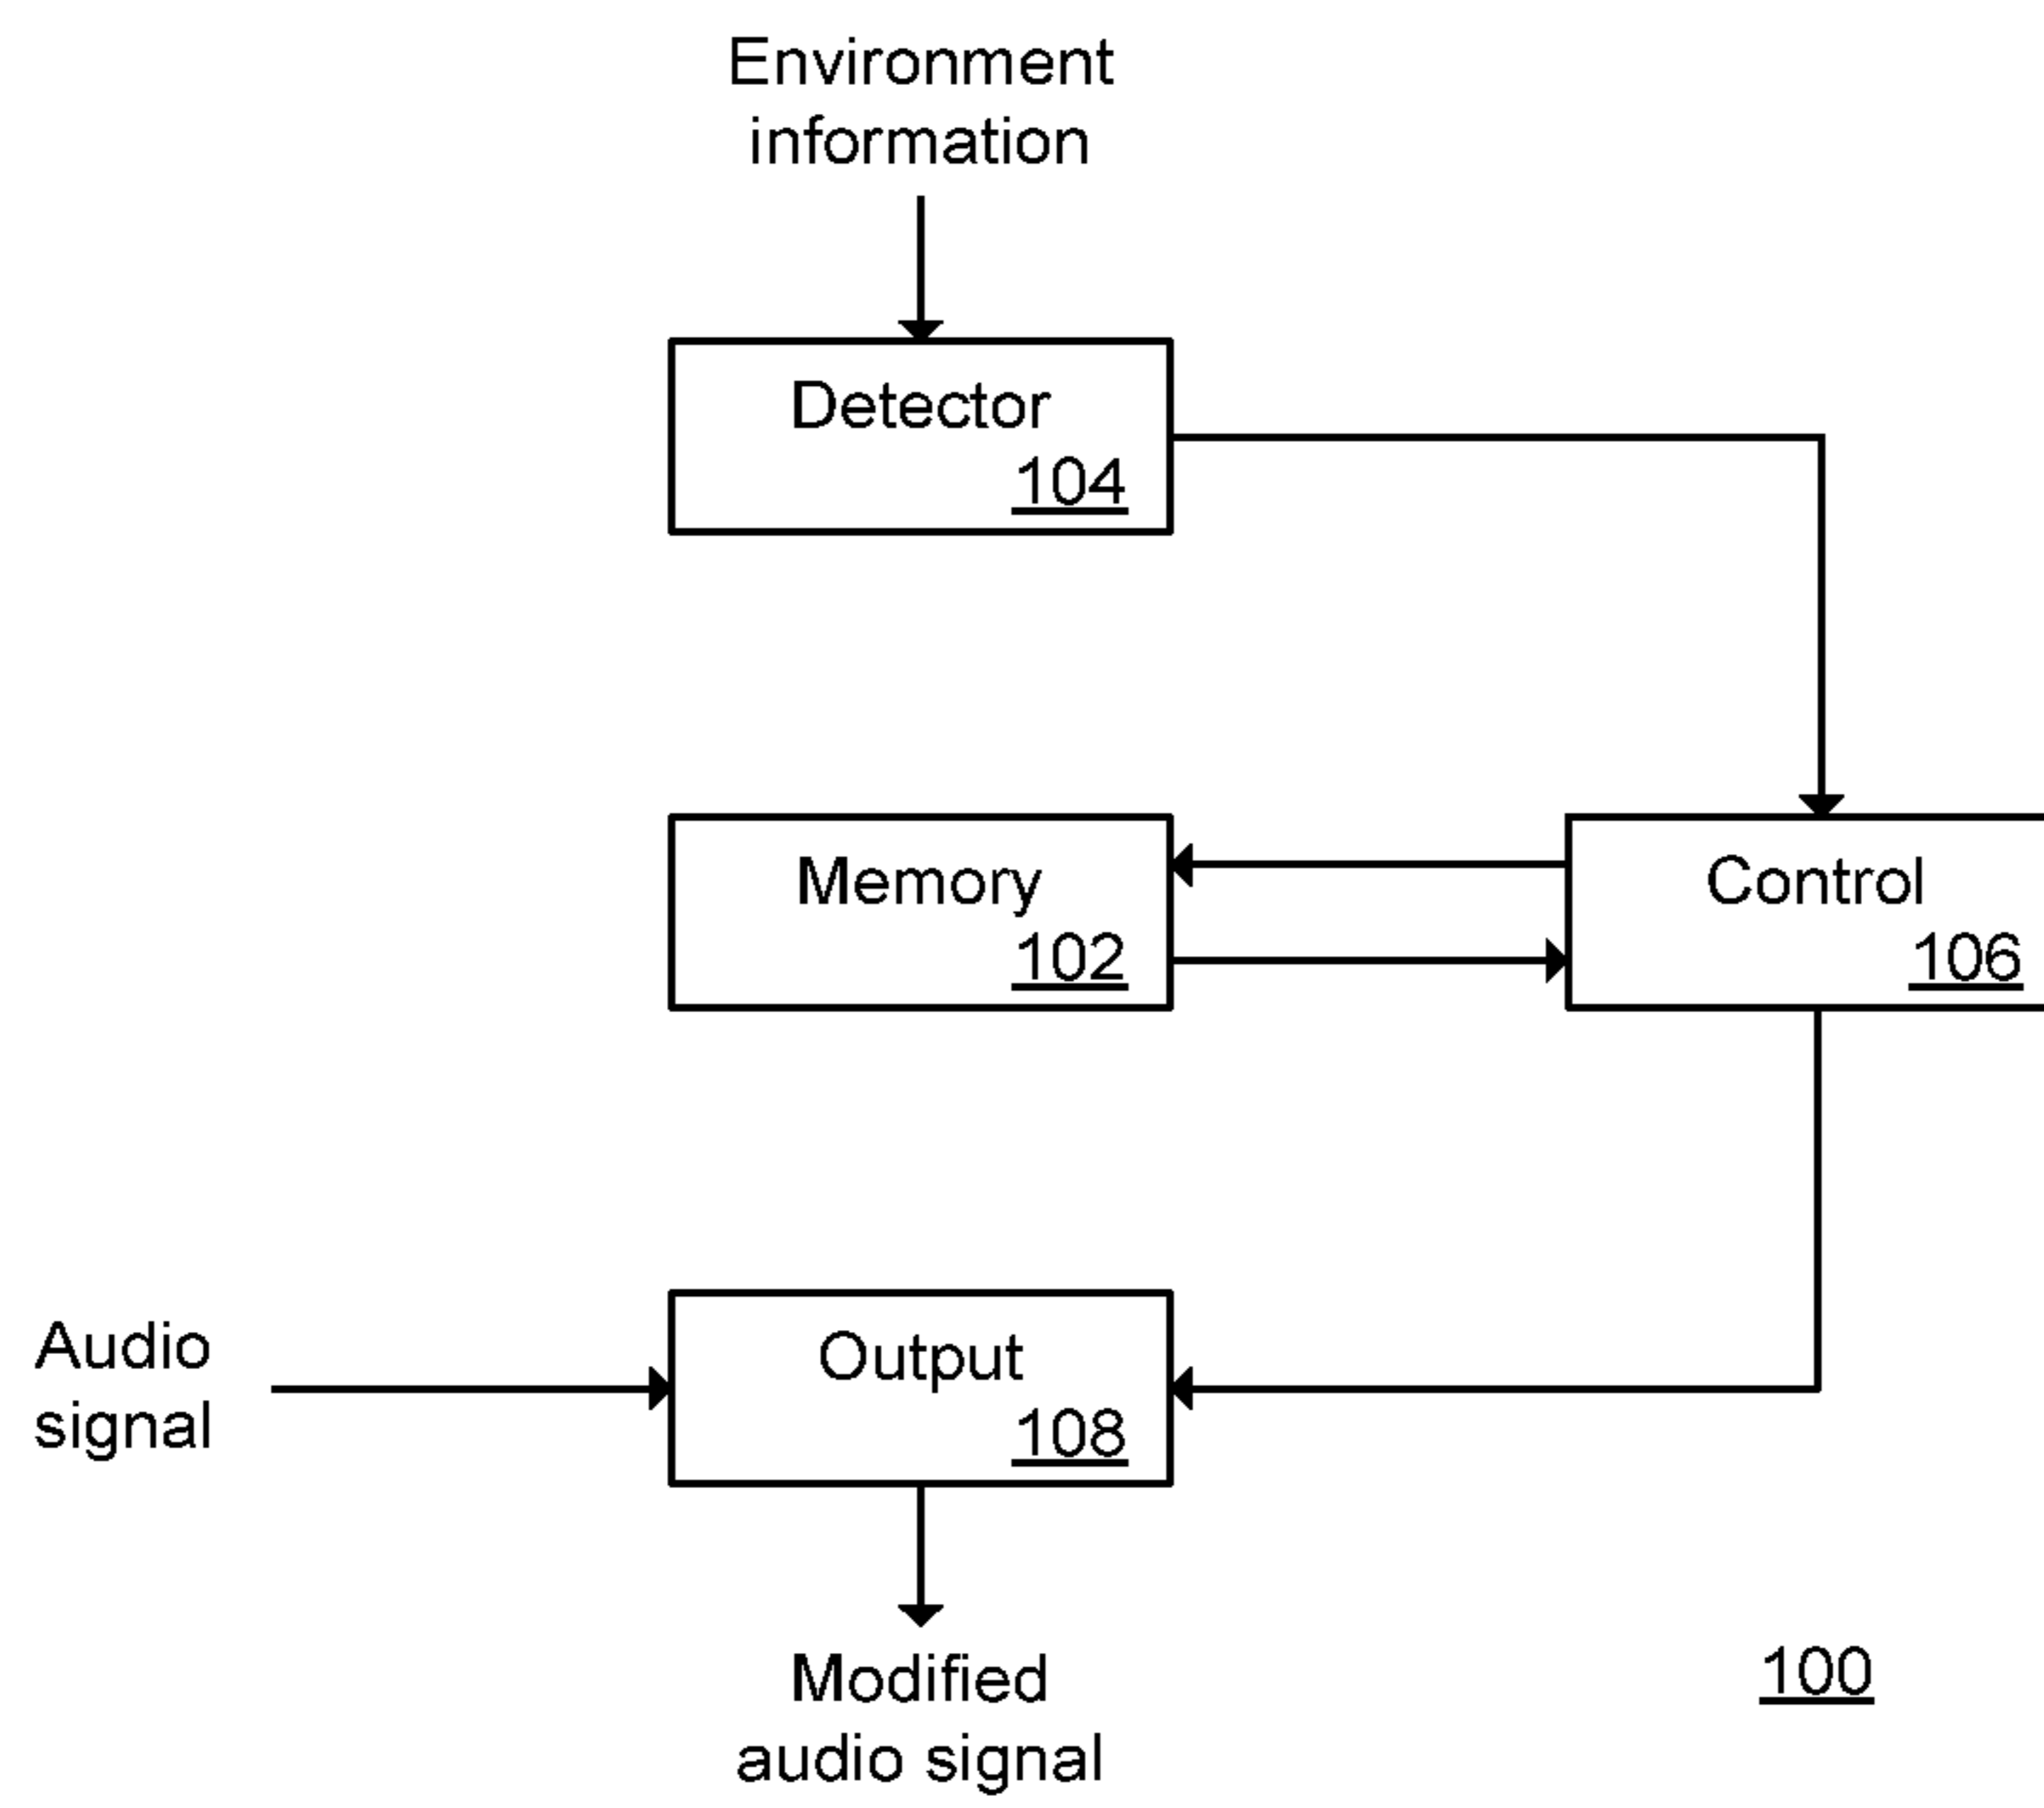 Environment
information
Detector
104
Memory
102
Control
106
Audio
signal
Output
108
Modified
audio signal
100